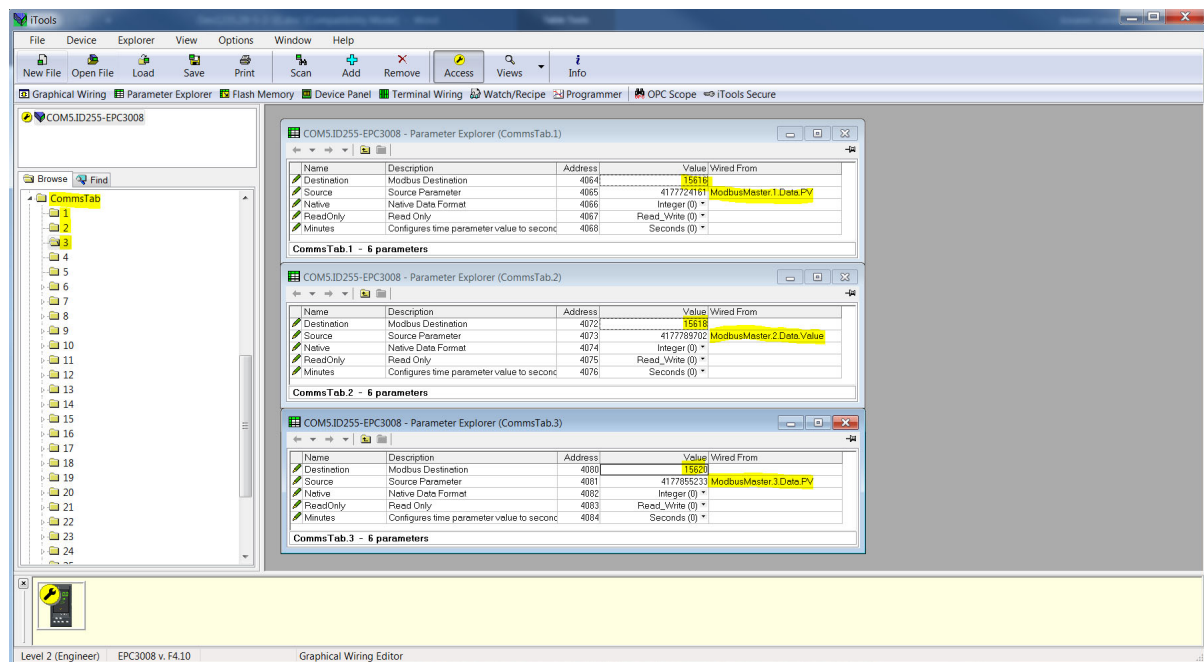 iTools
File Device Explorer View Options Window Help
New File Open File Load Save Print Scan Add Remove Access Views Info
Graphical Wiring Parameter Explorer Flash Memory Device Panel Terminal Wiring Watch/Recipe Programmer OPC Scope iTools Secure
COM5.ID255-EPC3008
Browse Find
CommsTab
1
2
3
4
5
6
7
8
9
10
11
12
13
14
15
16
17
18
19
20
21
22
23
24
COM5.ID255-EPC3008 - Parameter Explorer (CommsTab.1)
Name Description Address Value Wired From
Destination Modbus Destination 4064 15616
Source Source Parameter 4065 4177724161 ModbusMaster.1.Data.PV
Native Native Data Format 4066 Integer (0)
ReadOnly Read Only 4067 Read_Write (0)
Minutes Configures time parameter value to second 4068 Seconds (0)
CommsTab.1 - 6 parameters
COM5.ID255-EPC3008 - Parameter Explorer (CommsTab.2)
Name Description Address Value Wired From
Destination Modbus Destination 4072 15618
Source Source Parameter 4073 4177789702 ModbusMaster.2.Data.Value
Native Native Data Format 4074 Integer (0)
ReadOnly Read Only 4075 Read_Write (0)
Minutes Configures time parameter value to second 4076 Seconds (0)
CommsTab.2 - 6 parameters
COM5.ID255-EPC3008 - Parameter Explorer (CommsTab.3)
Name Description Address Value Wired From
Destination Modbus Destination 4080 15620
Source Source Parameter 4081 4177855233 ModbusMaster.3.Data.PV
Native Native Data Format 4082 Integer (0)
ReadOnly Read Only 4083 Read_Write (0)
Minutes Configures time parameter value to second 4084 Seconds (0)
CommsTab.3 - 6 parameters
Level 2 (Engineer) EPC3008 v. F4.10 Graphical Wiring Editor